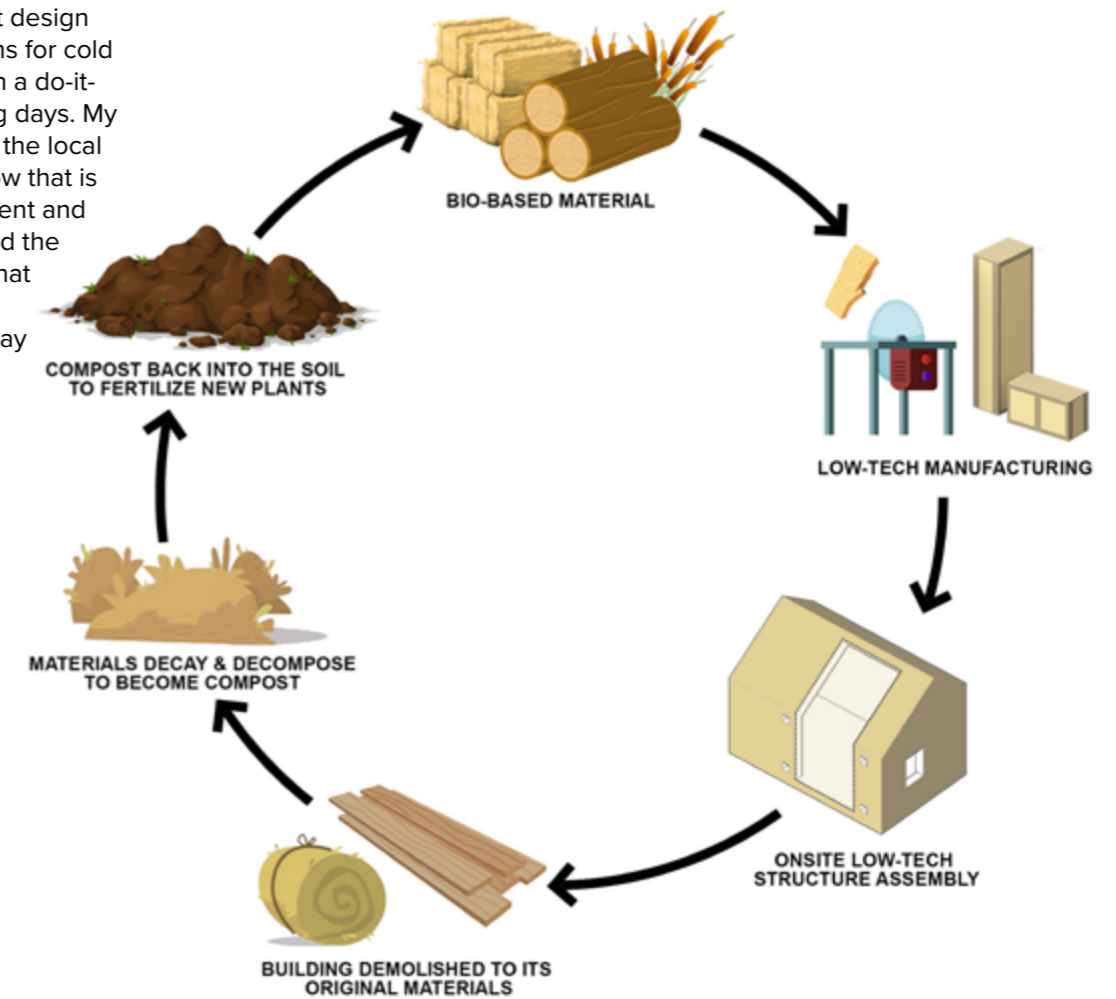 t design
ns for cold
n a do-it-
g days. My
the local
ow that is
ent and
d the
hat
ay
BIO-BASED MATERIAL
LOW-TECH MANUFACTURING
ONSITE LOW-TECH
STRUCTURE ASSEMBLY
BUILDING DEMOLISHED TO ITS
ORIGINAL MATERIALS
MATERIALS DECAY & DECOMPOSE
TO BECOME COMPOST
COMPOST BACK INTO THE SOIL
TO FERTILIZE NEW PLANTS